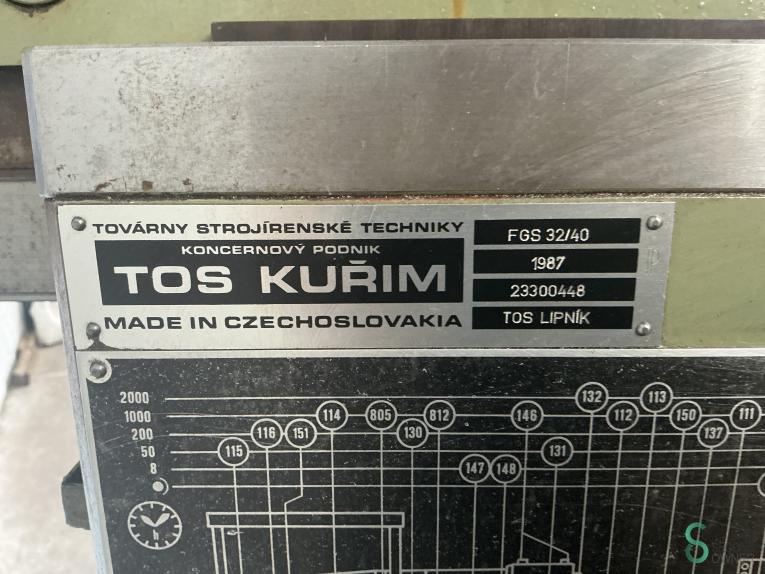 TOVÁRNY STROJÍRENSKÉ TECHNIKY
KONCERNOVÝ PODNIK
TOS KUŘIM
MADE IN CZECHOSLOVAKIA
FGS 32/40
1987
23300448
TOS LIPNÍK
2000 132 113
1000 114 805 812 146 112 150 111
200 116 151 130 137
50 115 131
8 147 148
h